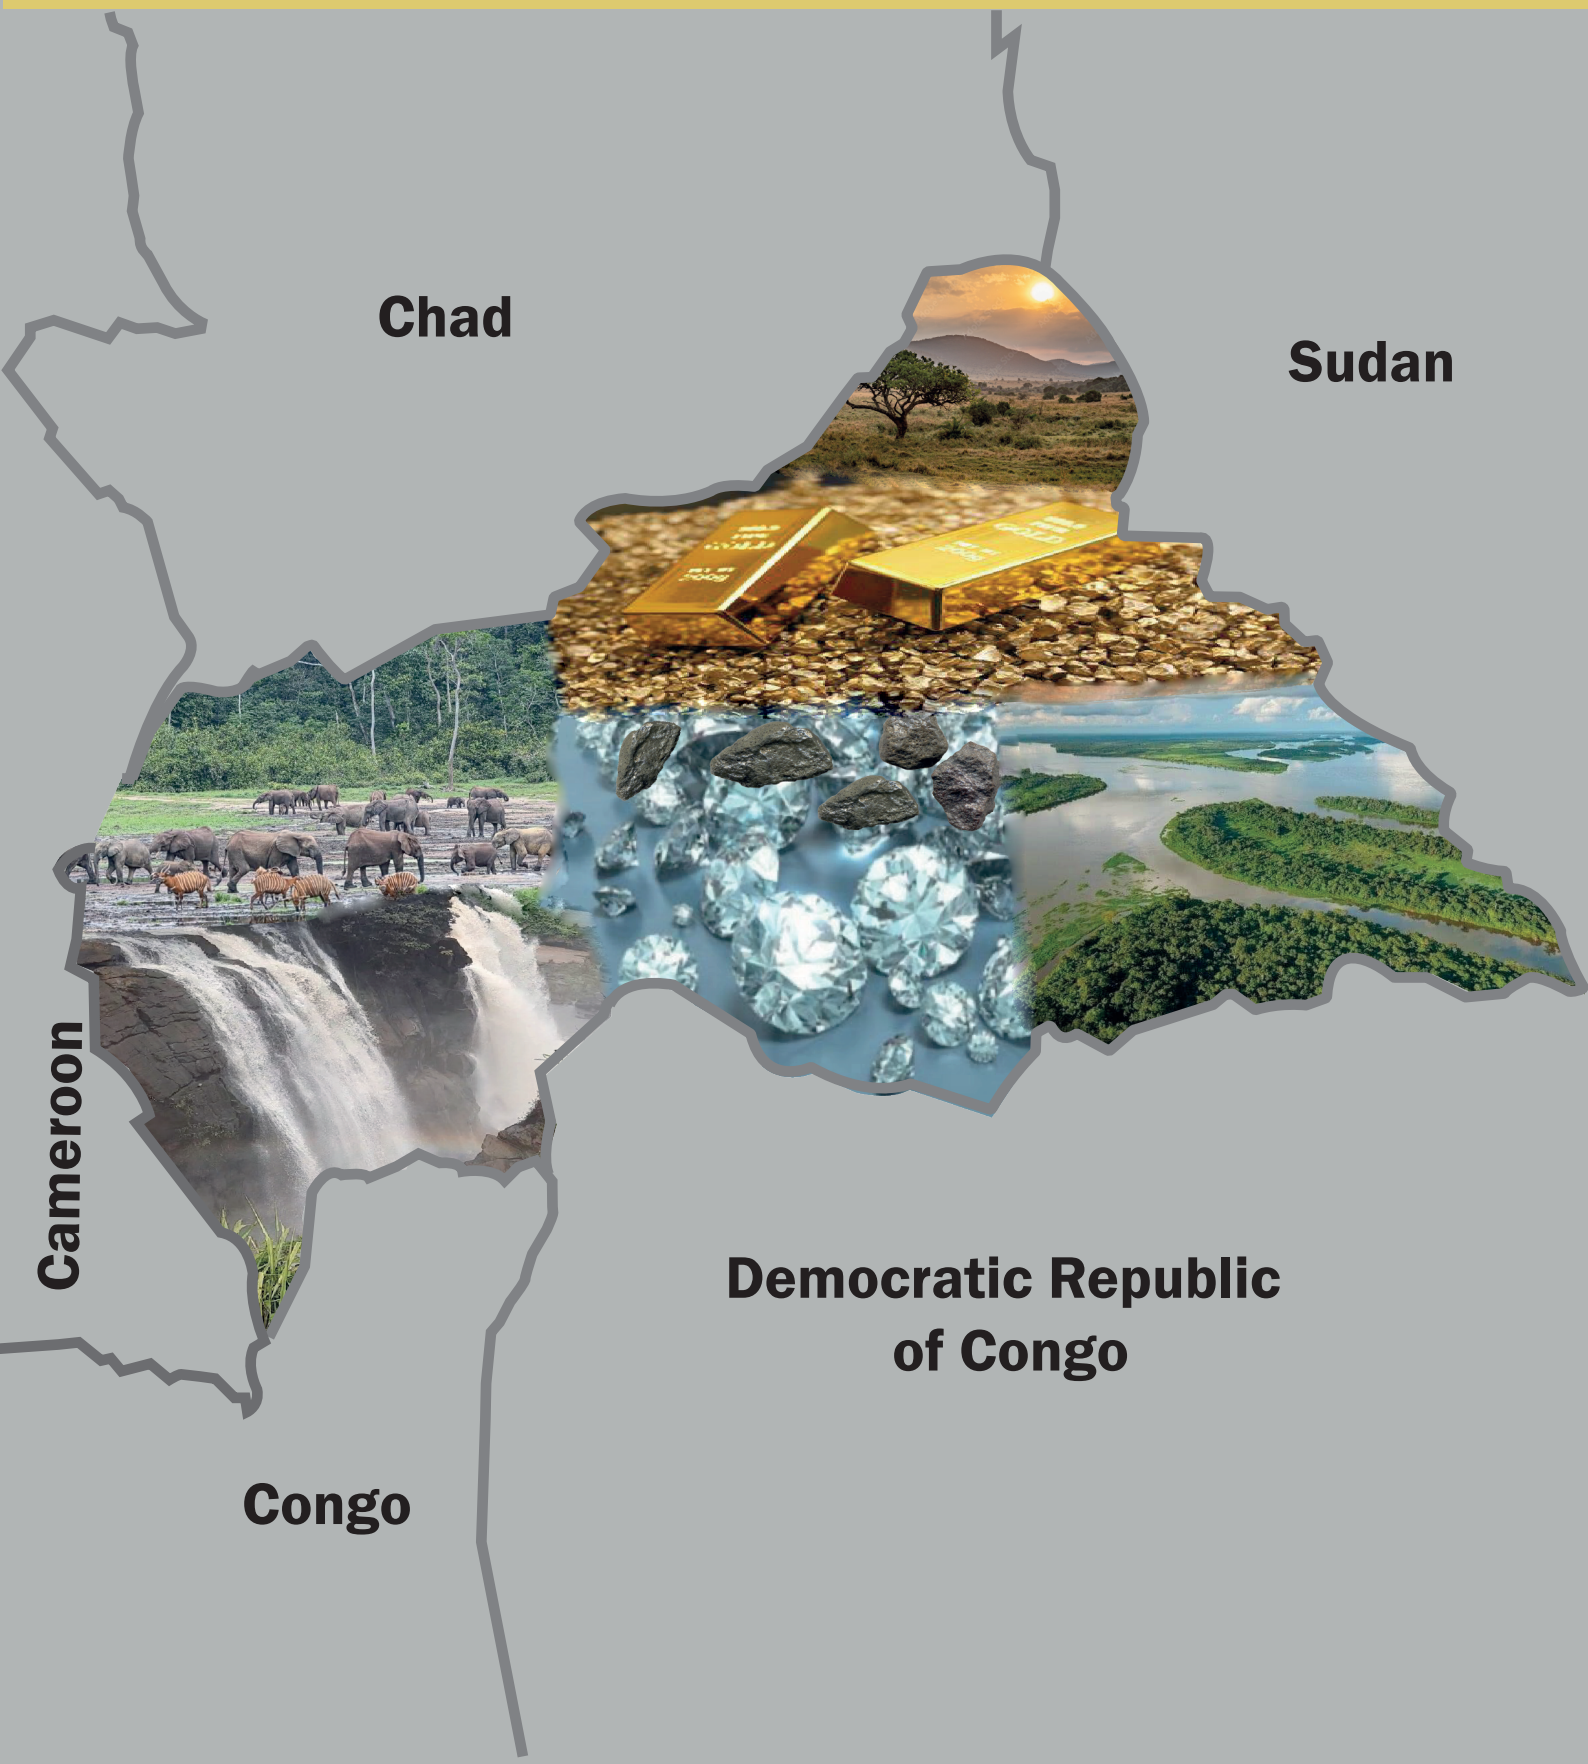 Chad
Sudan
Cameroon
Democratic Republic
of Congo
Congo